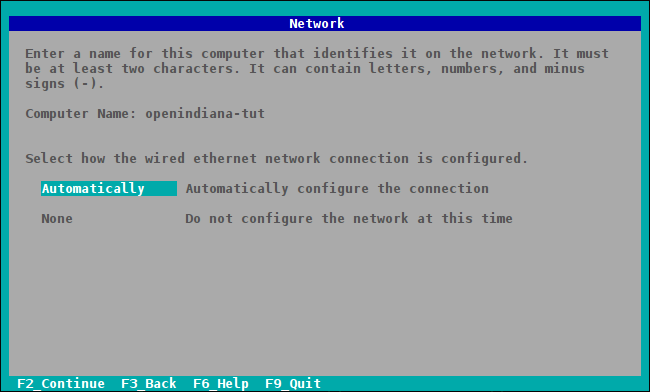 Network
Enter a name for this computer that identifies it on the network. It must
be at least two characters. It can contain letters, numbers, and minus
signs (-).
Computer Name: openindiana-tut
Select how the wired ethernet network connection is configured.
Automatically Automatically configure the connection
None Do not configure the network at this time
F2_Continue F3_Back F6_Help F9_Quit